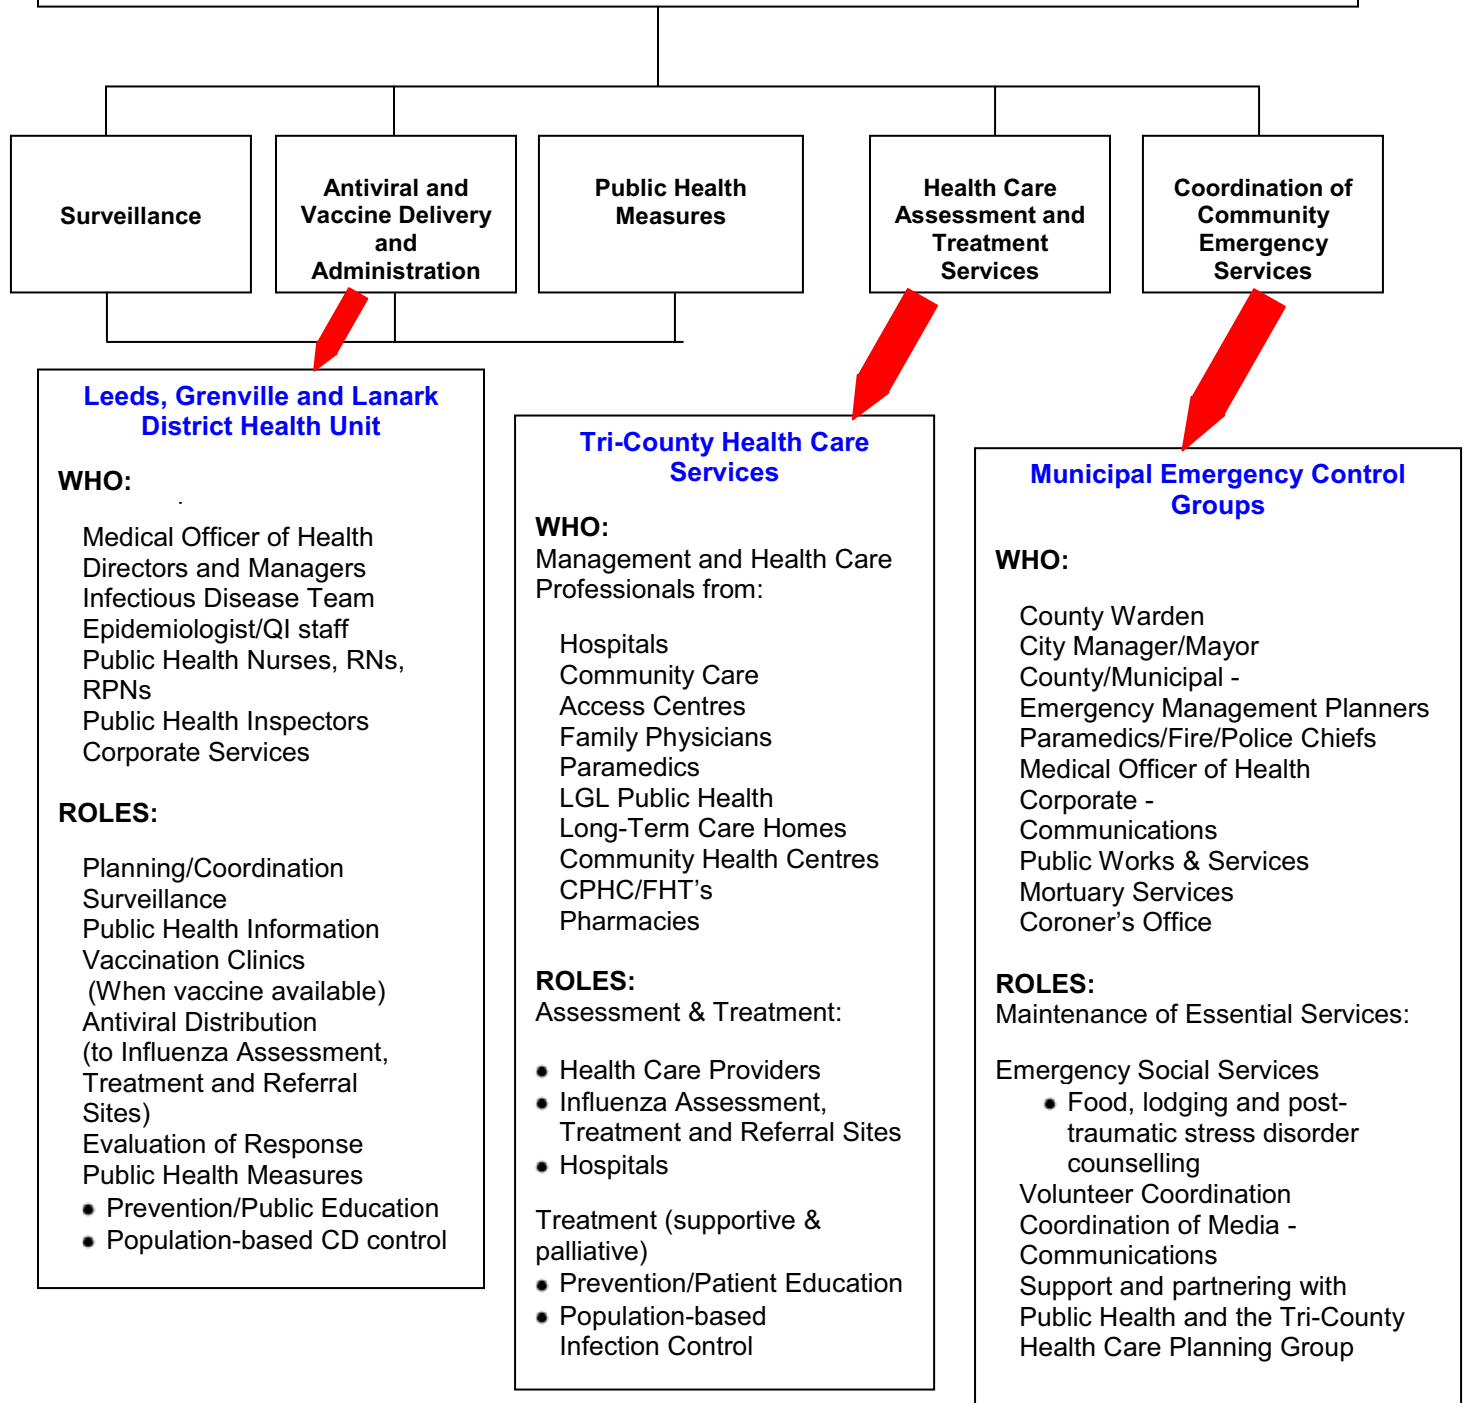 Surveillance
Antiviral and
Vaccine Delivery
and
Administration
Public Health
Measures
Health Care
Assessment and
Treatment
Services
Coordination of
Community
Emergency
Services
Leeds, Grenville and Lanark
District Health Unit
WHO:
Medical Officer of Health
Directors and Managers
Infectious Disease Team
Epidemiologist/QI staff
Public Health Nurses, RNs,
RPNs
Public Health Inspectors
Corporate Services
ROLES:
Planning/Coordination
Surveillance
Public Health Information
Vaccination Clinics
(When vaccine available)
Antiviral Distribution
(to Influenza Assessment,
Treatment and Referral
Sites)
Evaluation of Response
Public Health Measures
• Prevention/Public Education
• Population-based CD control
Tri-County Health Care
Services
WHO:
Management and Health Care
Professionals from:
Hospitals
Community Care
Access Centres
Family Physicians
Paramedics
LGL Public Health
Long-Term Care Homes
Community Health Centres
CPHC/FHT’s
Pharmacies
ROLES:
Assessment & Treatment:
• Health Care Providers
• Influenza Assessment,
Treatment and Referral Sites
• Hospitals
Treatment (supportive &
palliative)
• Prevention/Patient Education
• Population-based
Infection Control
Municipal Emergency Control
Groups
WHO:
County Warden
City Manager/Mayor
County/Municipal -
Emergency Management Planners
Paramedics/Fire/Police Chiefs
Medical Officer of Health
Corporate -
Communications
Public Works & Services
Mortuary Services
Coroner’s Office
ROLES:
Maintenance of Essential Services:
Emergency Social Services
• Food, lodging and post-
traumatic stress disorder
counselling
Volunteer Coordination
Coordination of Media -
Communications
Support and partnering with
Public Health and the Tri-County
Health Care Planning Group